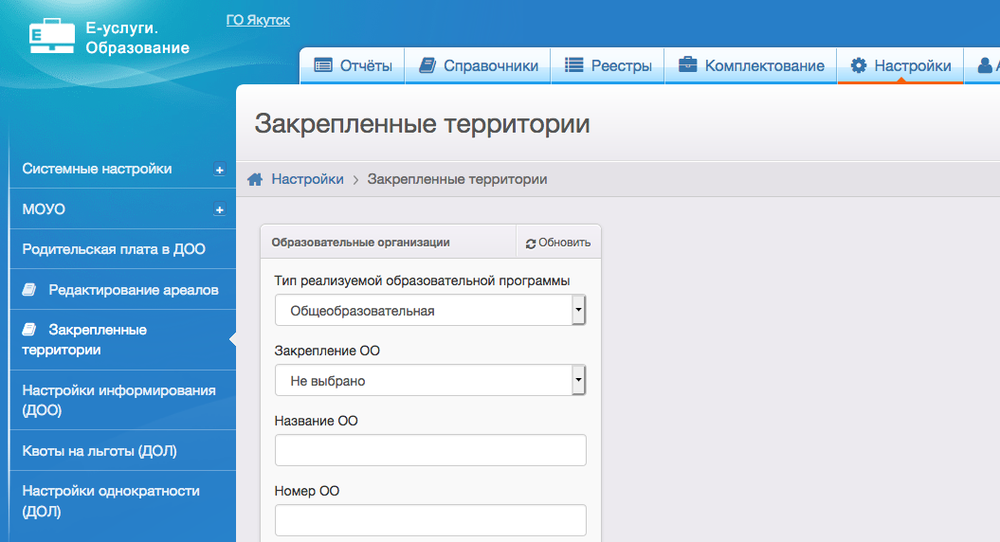 Е-услуги.
Образование
ГО Якутск
Отчёты
Справочники
Реестры
Комплектование
Настройки
Закрепленные территории
Настройки
Закрепленные территории
Системные настройки
МОУО
Родительская плата в ДОО
Редактирование ареалов
Закрепленные
территории
Настройки информирования
(ДОО)
Квоты на льготы (ДОЛ)
Настройки однократности
(ДОЛ)
Образовательные организации
Обновить
Тип реализуемой образовательной программы
Общеобразовательная
Закрепление ОО
Не выбрано
Название ОО
Номер ОО